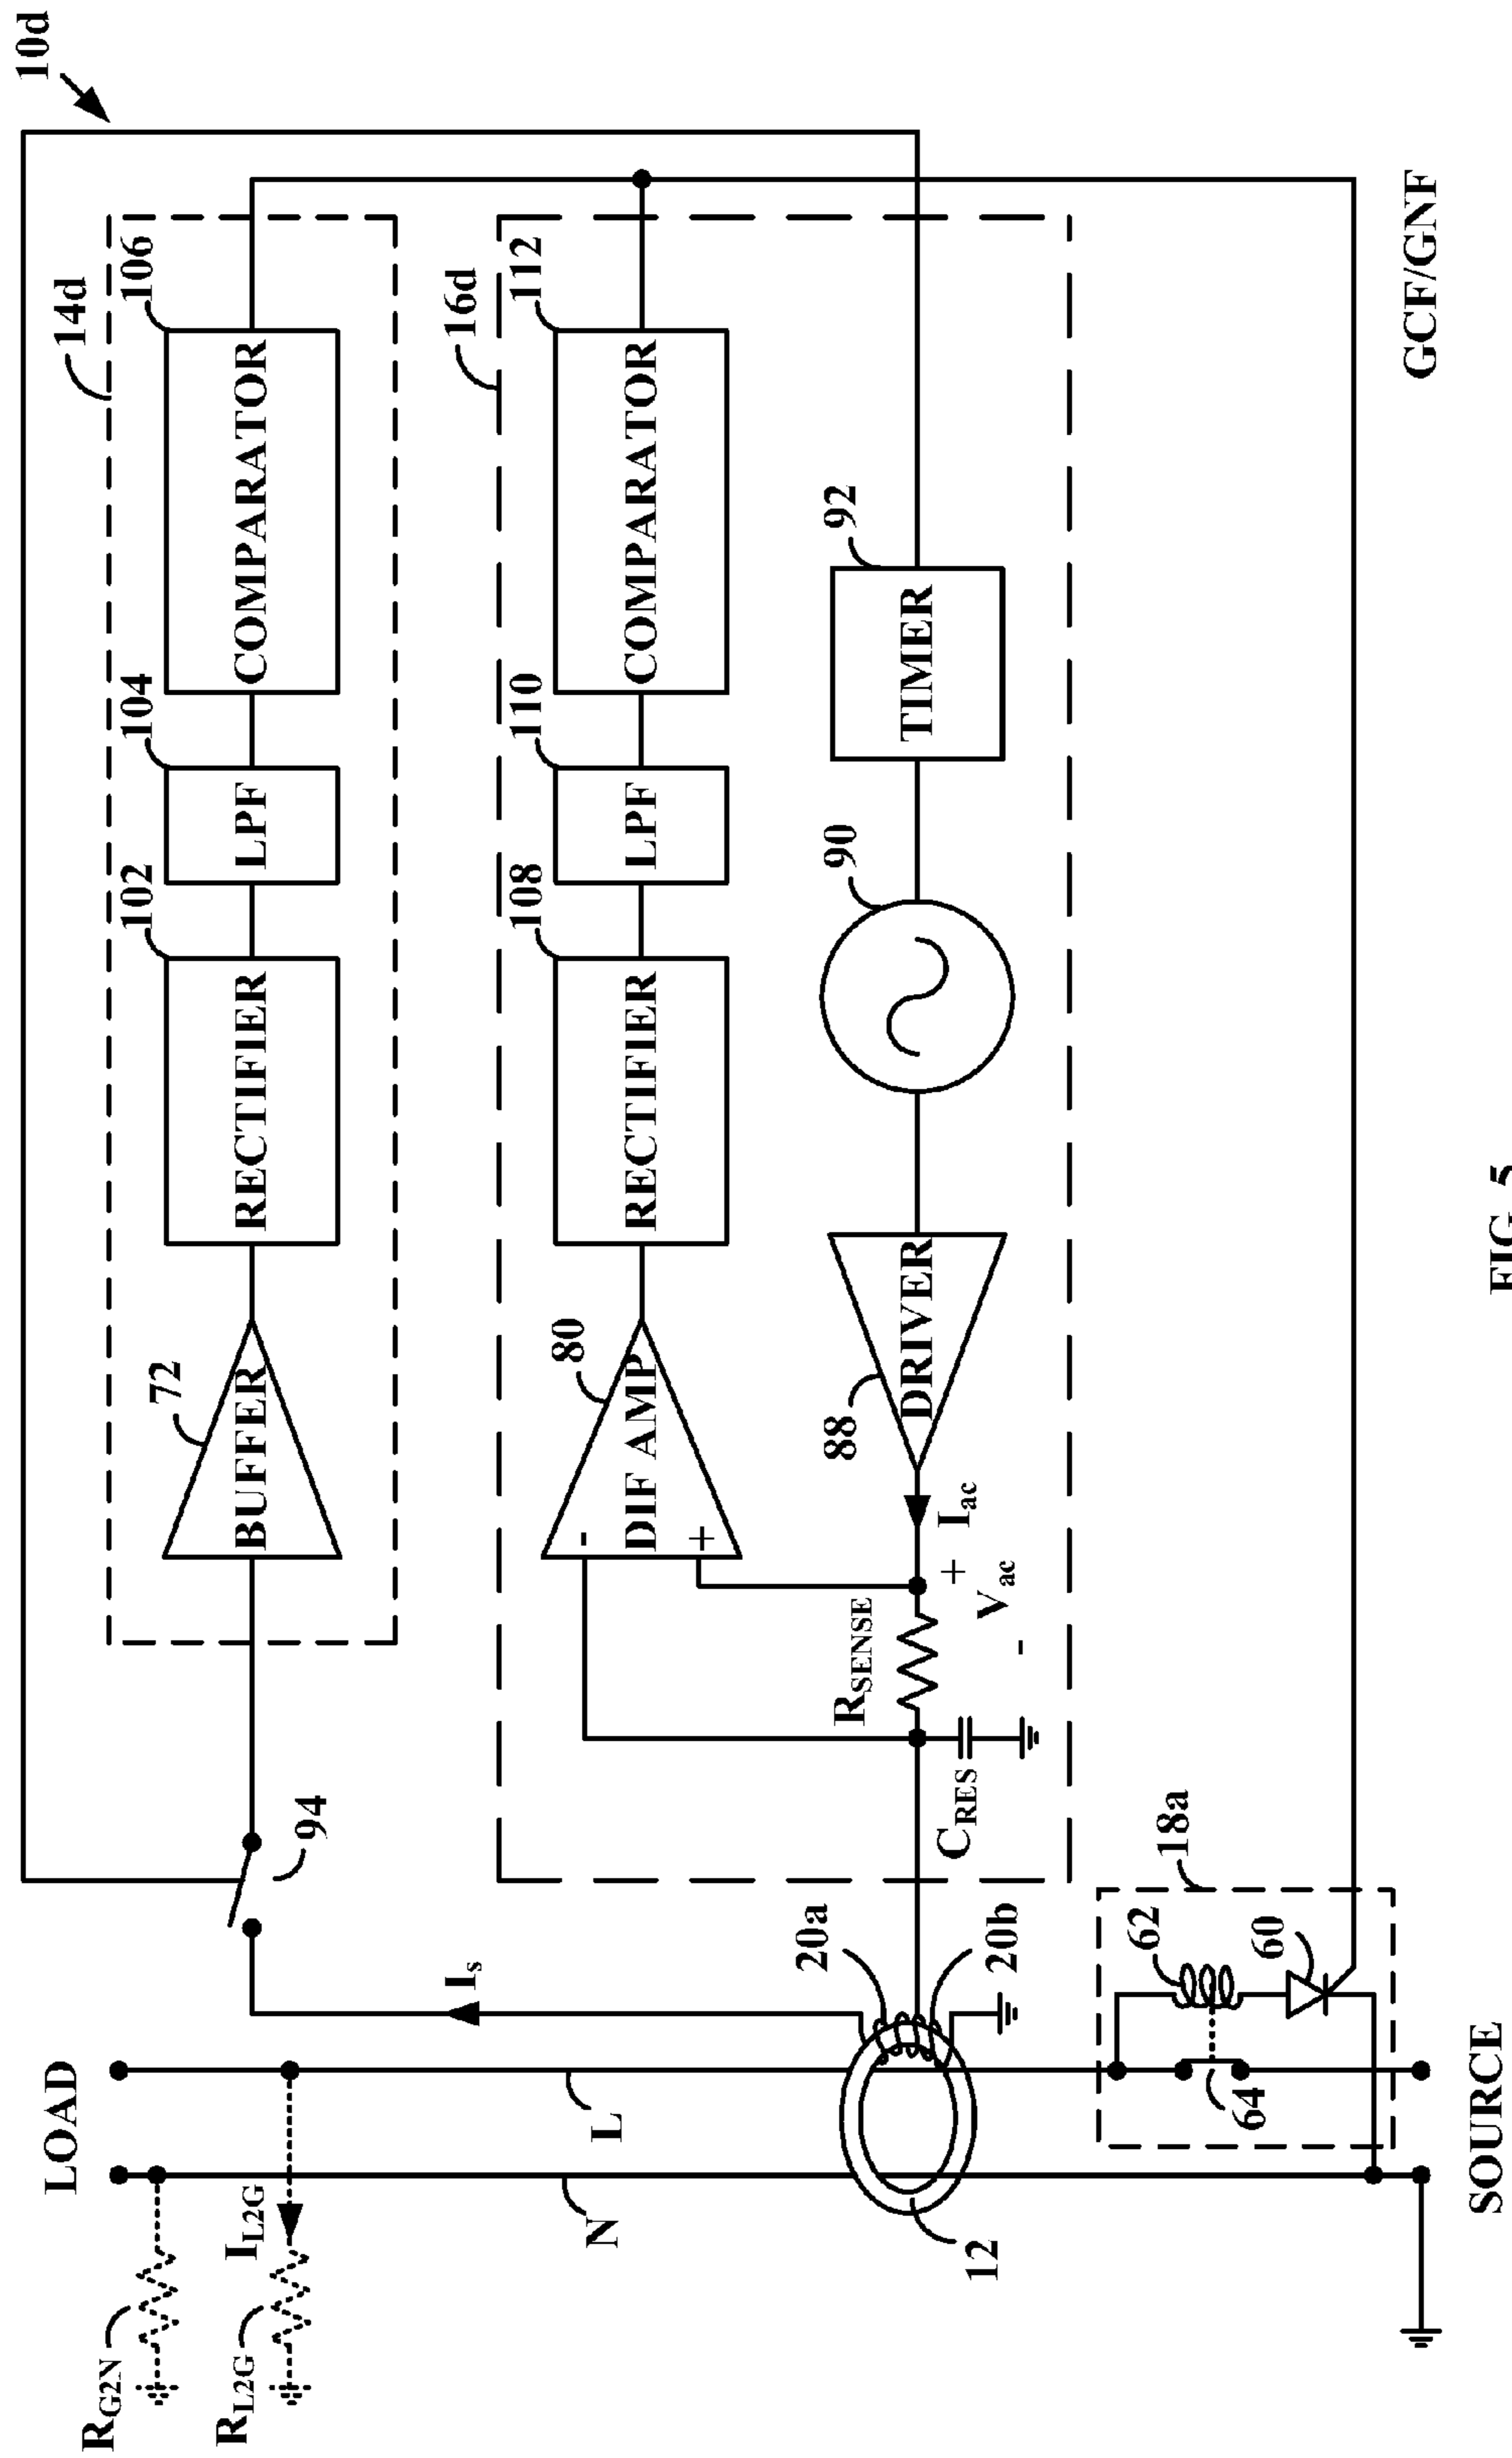 10d
14d
106
COMPARATOR
104
LPF
102
RECTIFIER
72
BUFFER
94
16d
112
COMPARATOR
110
LPF
108
RECTIFIER
80
DIF AMP
-
+
92
TIMER
90
88
DRIVER
Iac
+
Vac
-
RSENSE
CRES
GCF/GNF
Is
20a
20b
18a
62
60
64
LOAD
L
N
12
IL2G
RG2N
RL2G
SOURCE
FIG. 5